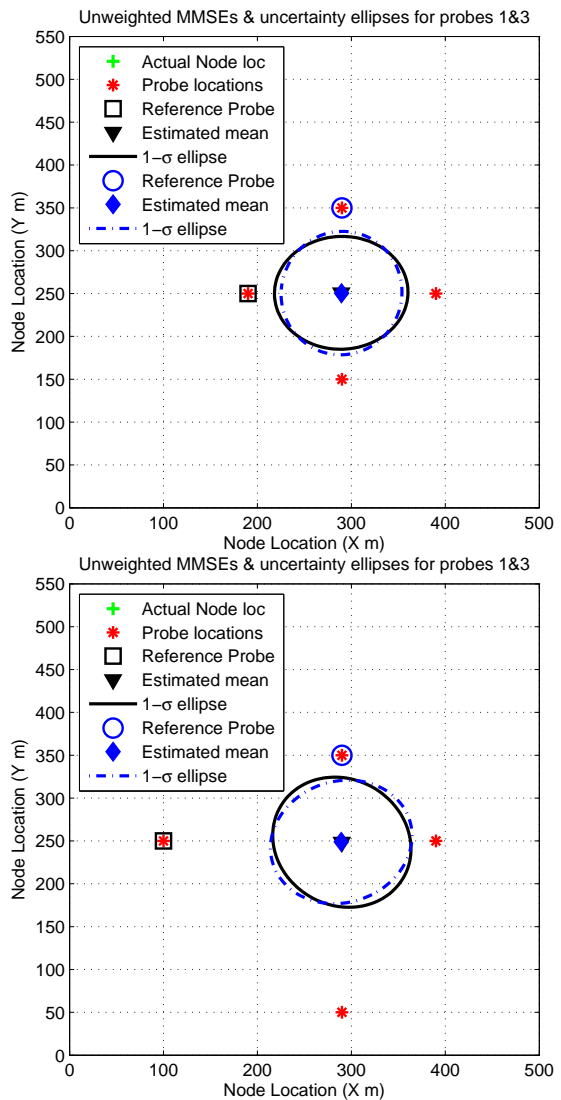 Unweighted MMSEs & uncertainty ellipses for probes 1&3
550
500
450
400
350
300
250
200
150
100
50
0
Node Location (Y m)
Actual Node loc
Probe locations
Reference Probe
Estimated mean
1−σ ellipse
Reference Probe
Estimated mean
1−σ ellipse
0 100 200 300 400 500
Node Location (X m)
Unweighted MMSEs & uncertainty ellipses for probes 1&3
550
500
450
400
350
300
250
200
150
100
50
0
Node Location (Y m)
Actual Node loc
Probe locations
Reference Probe
Estimated mean
1−σ ellipse
Reference Probe
Estimated mean
1−σ ellipse
0 100 200 300 400 500
Node Location (X m)